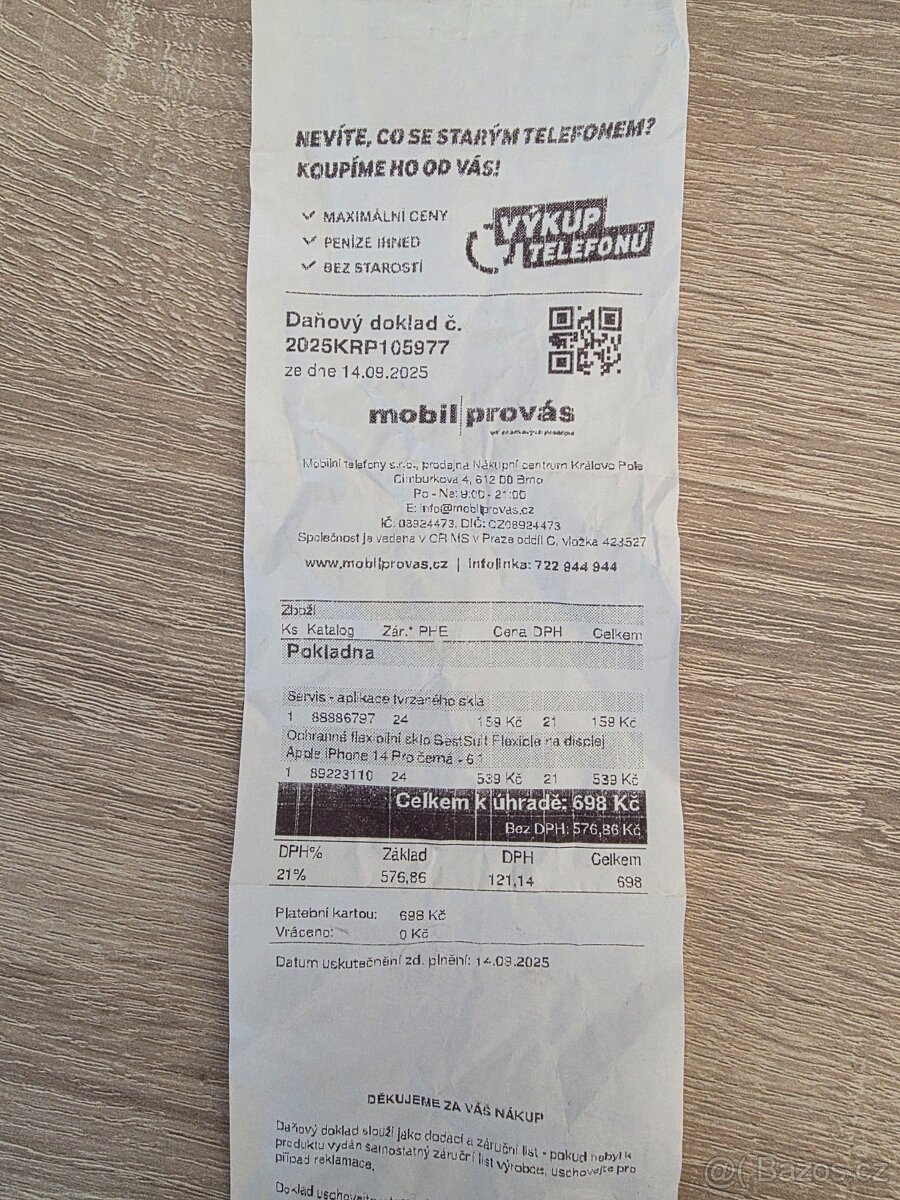 NEVÍTE, CO SE STARÝM TELEFONEM?
KOUPÍME HO OD VÁS!
MAXIMÁLNÍ CENY
PENÍZE IHNED
BEZ STAROSTÍ
VÝKUP
TELEFONŮ
Daňový doklad č.
2025KRP105977
ze dne 14.09.2025
mobil|provás
Mobilní telefony s.r.o., prodejna Nákupní centrum Královo Pole
Cimburkova 4, 612 00 Brno
Po - Ne: 9:00 - 21:00
E: info@mobilprovas.cz
IČ: 08924473, DIČ: CZ08924473
Společnost je vedena v OR MS v Praze oddíl C, vložka 423527
www.mobilprovas.cz | Infolinka: 722 944 944
Zboží
Ks Katalog Zár.* PHE Cena DPH Celkem
Pokladna
Servis - aplikace tvrzeného skla
1 88886797 24 159 Kč 21 159 Kč
Ochranné flexibilní sklo BestSuit Flexicle na displej
Apple iPhone 14 Pro černá - 6.1
1 89223110 24 539 Kč 21 539 Kč
Celkem k úhradě: 698 Kč
Bez DPH: 576,86 Kč
DPH% Základ DPH Celkem
21% 576,86 121,14 698
Platební kartou: 698 Kč
Vráceno: 0 Kč
Datum uskutečnění zd. plnění: 14.09.2025
DĚKUJEME ZA VÁŠ NÁKUP
Daňový doklad slouží jako dodací a záruční list - pokud nebyl k
produktu vydán samostatný záruční list výrobce, uschovejte pro
případ reklamace.
Doklad uschovejte
@ Bazos.cz